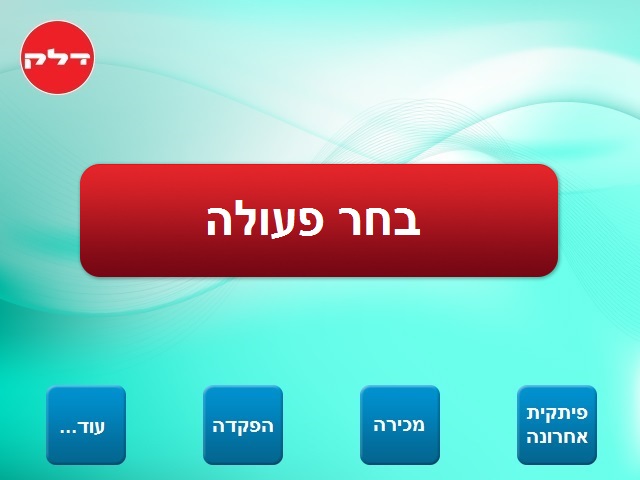 דלק
בחר פעולה
פיתקית
אחרונה
מכירה
הפקדה
עוד...